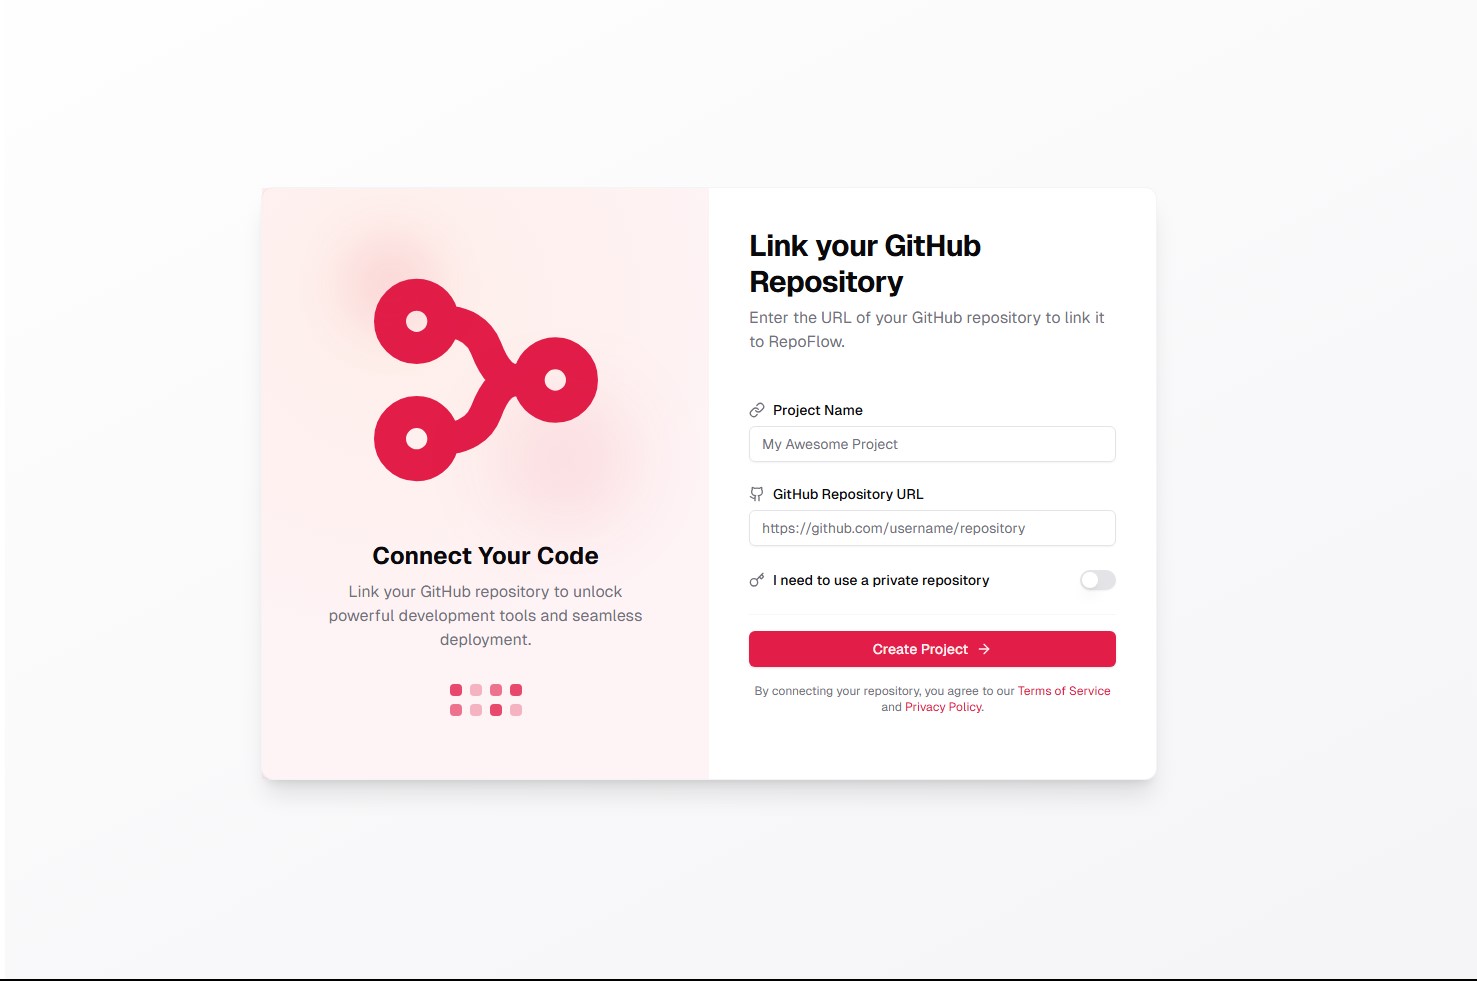 Connect Your Code
Link your GitHub repository to unlock
powerful development tools and seamless
deployment.
Link your GitHub
Repository
Enter the URL of your GitHub repository to link it
to RepoFlow.
Project Name
My Awesome Project
GitHub Repository URL
https://github.com/username/repository
I need to use a private repository
Create Project →
By connecting your repository, you agree to our Terms of Service
and Privacy Policy.